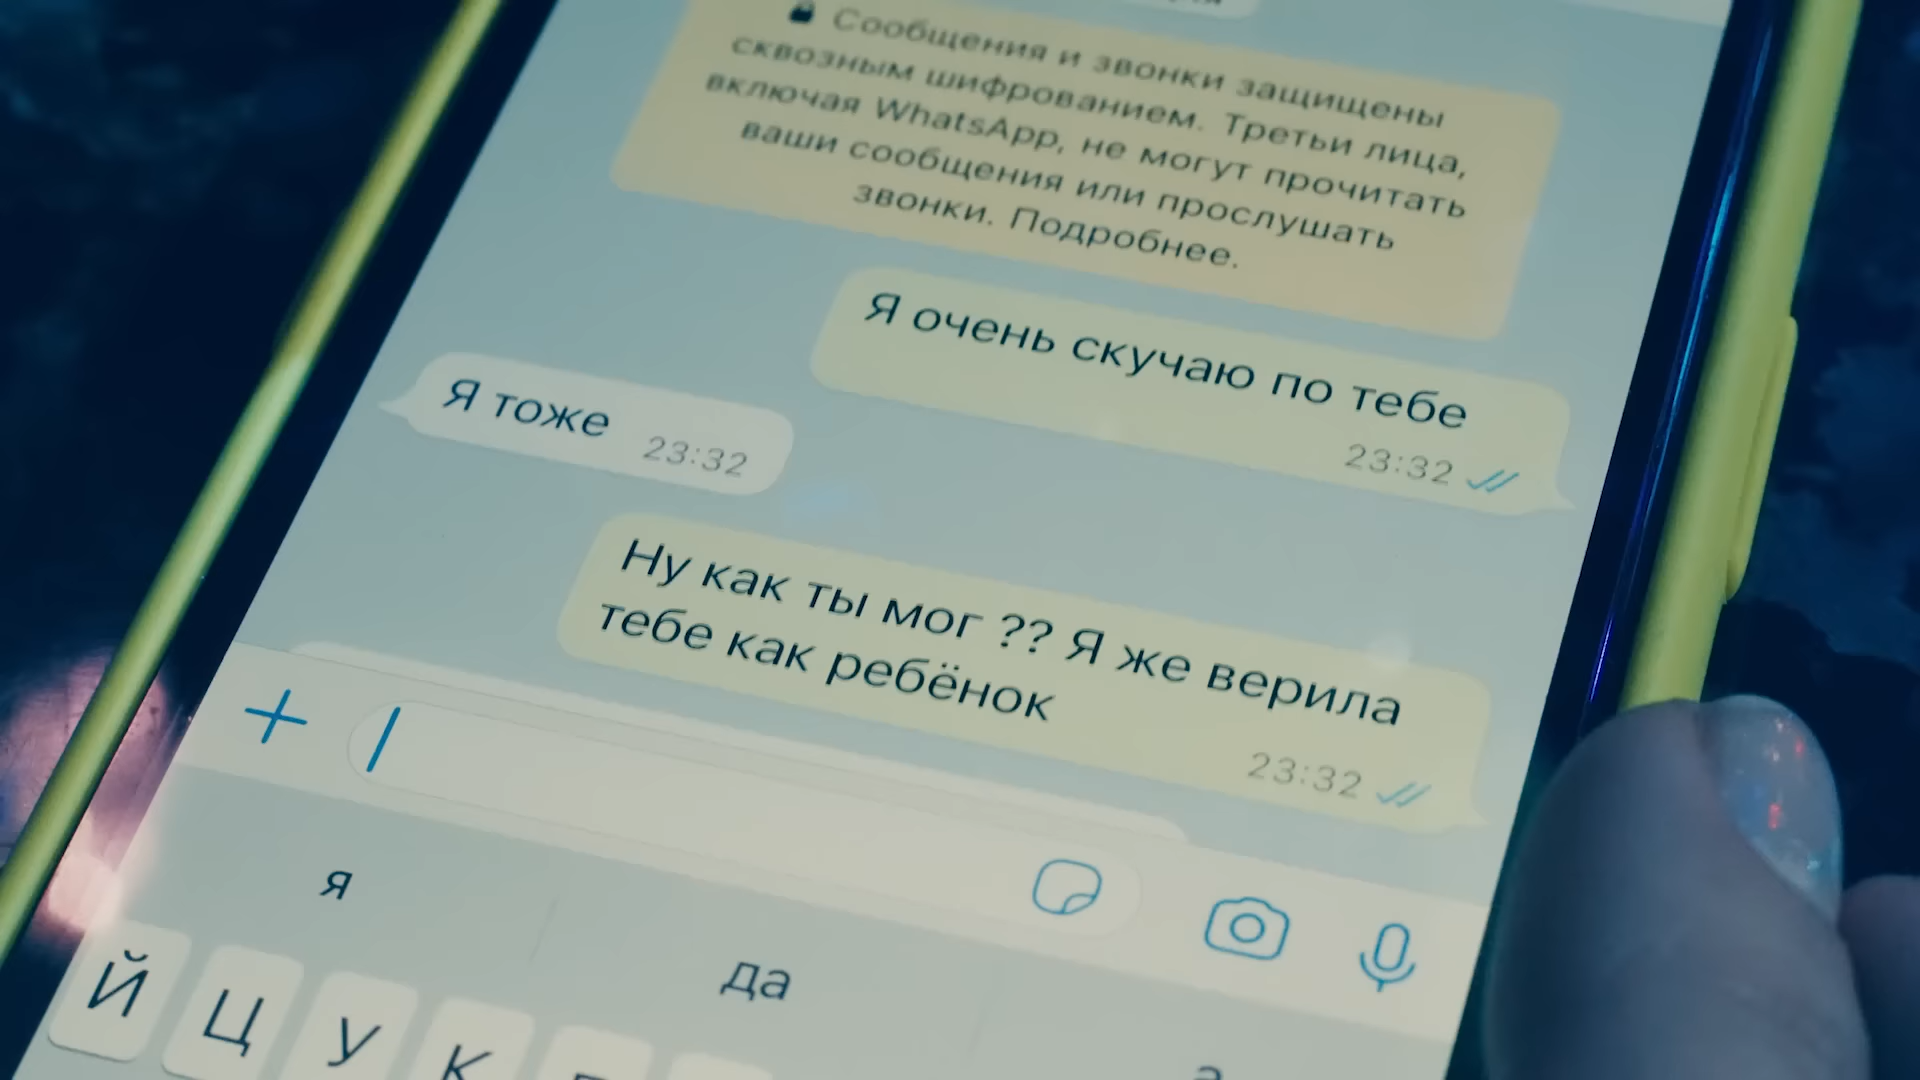 Сообщения и звонки защищены
сквозным шифрованием. Третьи лица,
включая WhatsApp, не могут прочитать
ваши сообщения или прослушать
звонки. Подробнее.
Я очень скучаю по тебе
23:32
Я тоже
23:32
Ну как ты мог ?? Я же верила
тебе как ребёнок
23:32
я
да
а
Й Ц У К